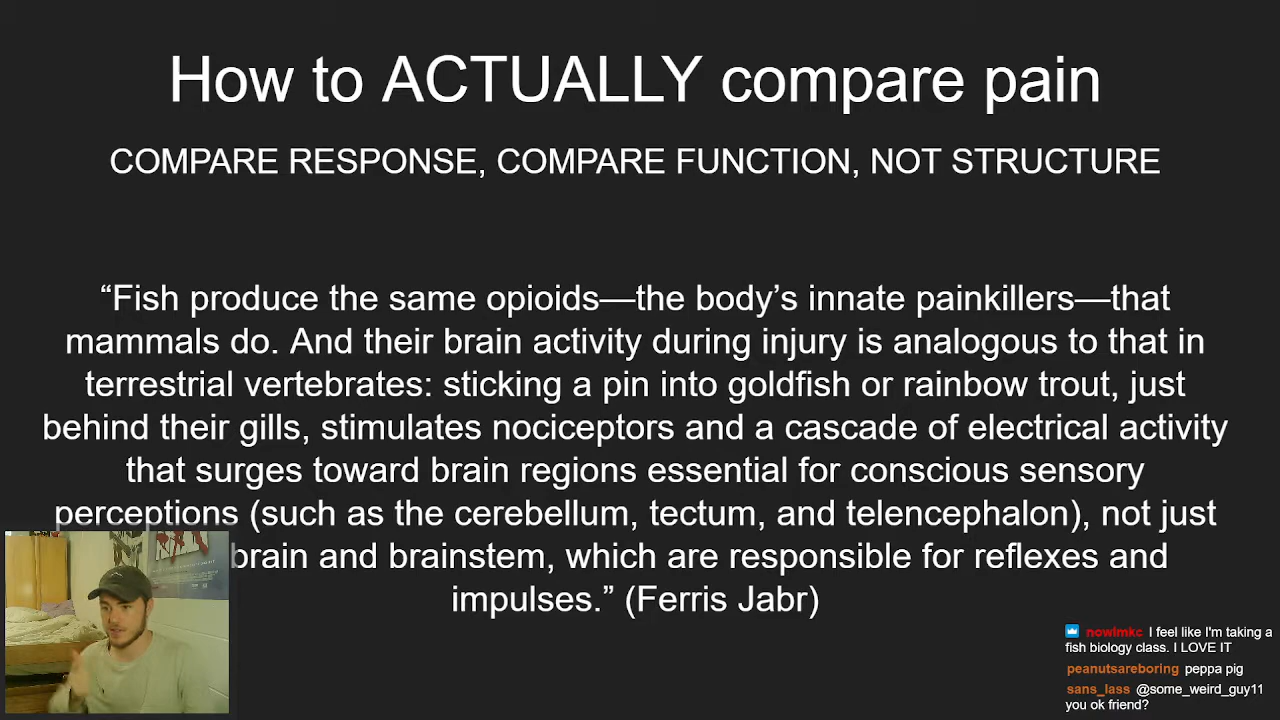 How to ACTUALLY compare pain
COMPARE RESPONSE, COMPARE FUNCTION, NOT STRUCTURE
“Fish produce the same opioids—the body’s innate painkillers—that
mammals do. And their brain activity during injury is analogous to that in
terrestrial vertebrates: sticking a pin into goldfish or rainbow trout, just
behind their gills, stimulates nociceptors and a cascade of electrical activity
that surges toward brain regions essential for conscious sensory
perceptions (such as the cerebellum, tectum, and telencephalon), not just
brain and brainstem, which are responsible for reflexes and
impulses.” (Ferris Jabr)
nowImkc I feel like I'm taking a
fish biology class. I LOVE IT
peanutsareboring peppa pig
sans_lass @some_weird_guy11
you ok friend?